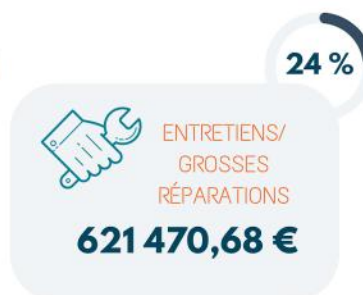 24 %
ENTRETIENS/
GROSSES
RÉPARATIONS
621 470,68 €